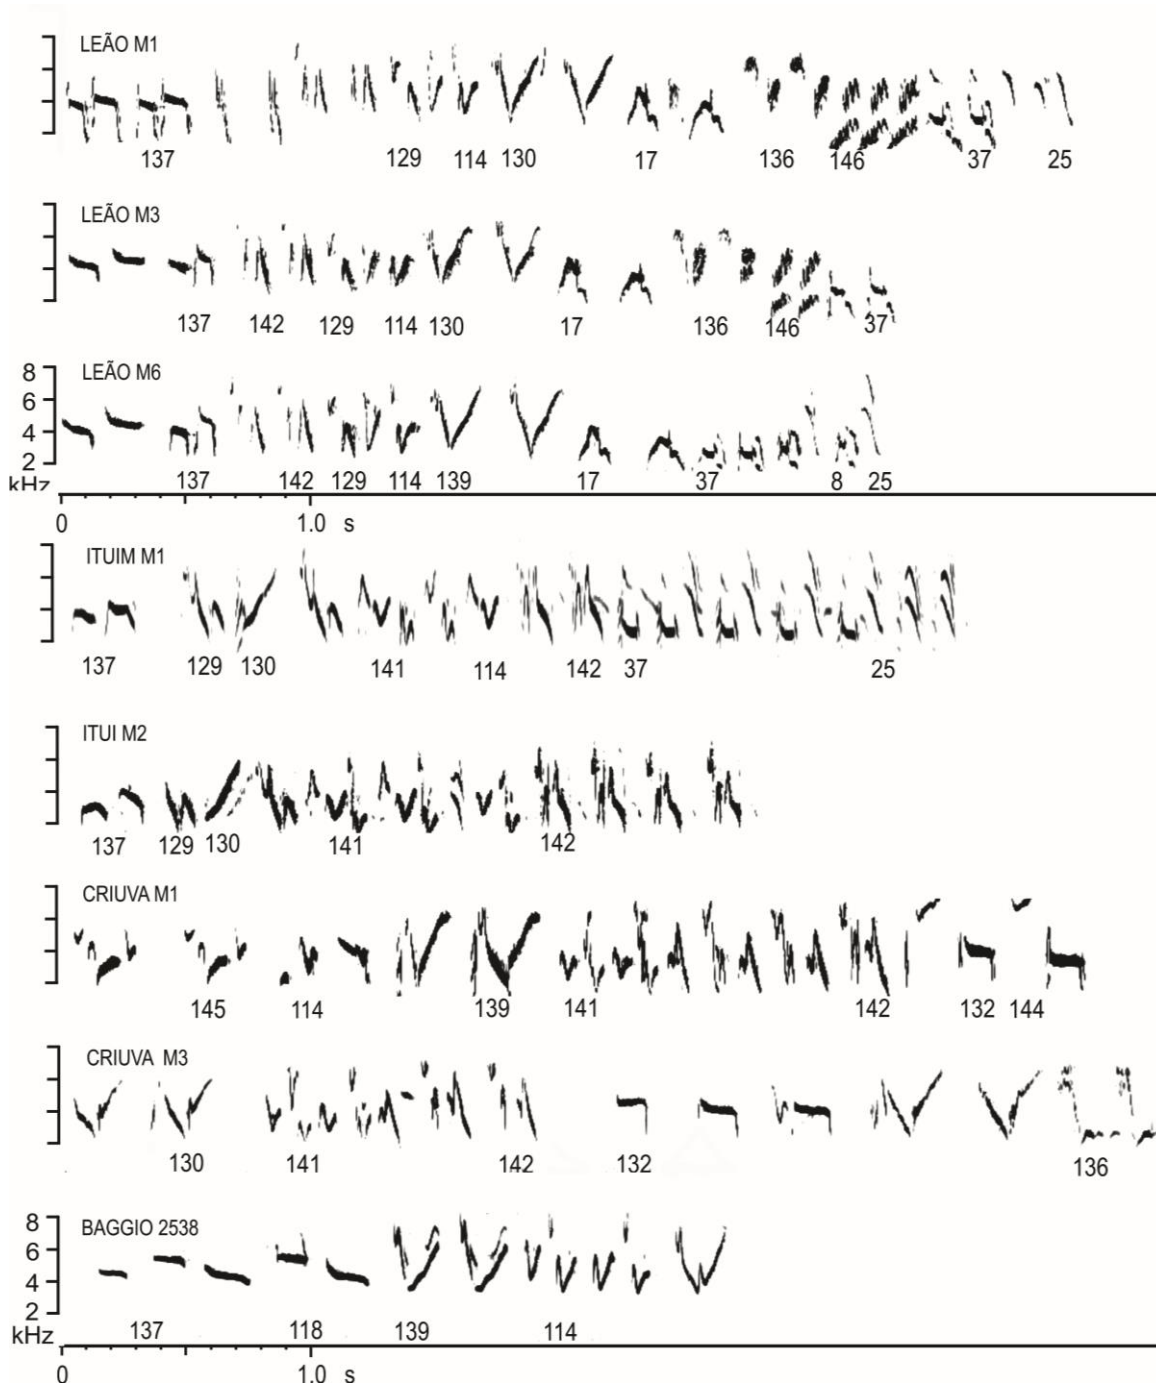 LEÃO M1
137 129 114 130 17 136 146 37 25
LEÃO M3
137 142 129 114 130 17 136 146 37
LEÃO M6
8
6
4
2
kHz
137 142 129 114 139 17 37 8 25
0 1.0 s
ITUIM M1
137 129 130 141 114 142 37 25
ITUI M2
137 129 130 141 142
CRIUVA M1
145 114 139 141 142 132 144
CRIUVA M3
130 141 142 132 136
BAGGIO 2538
8
6
4
2
kHz
137 118 139 114
0 1.0 s